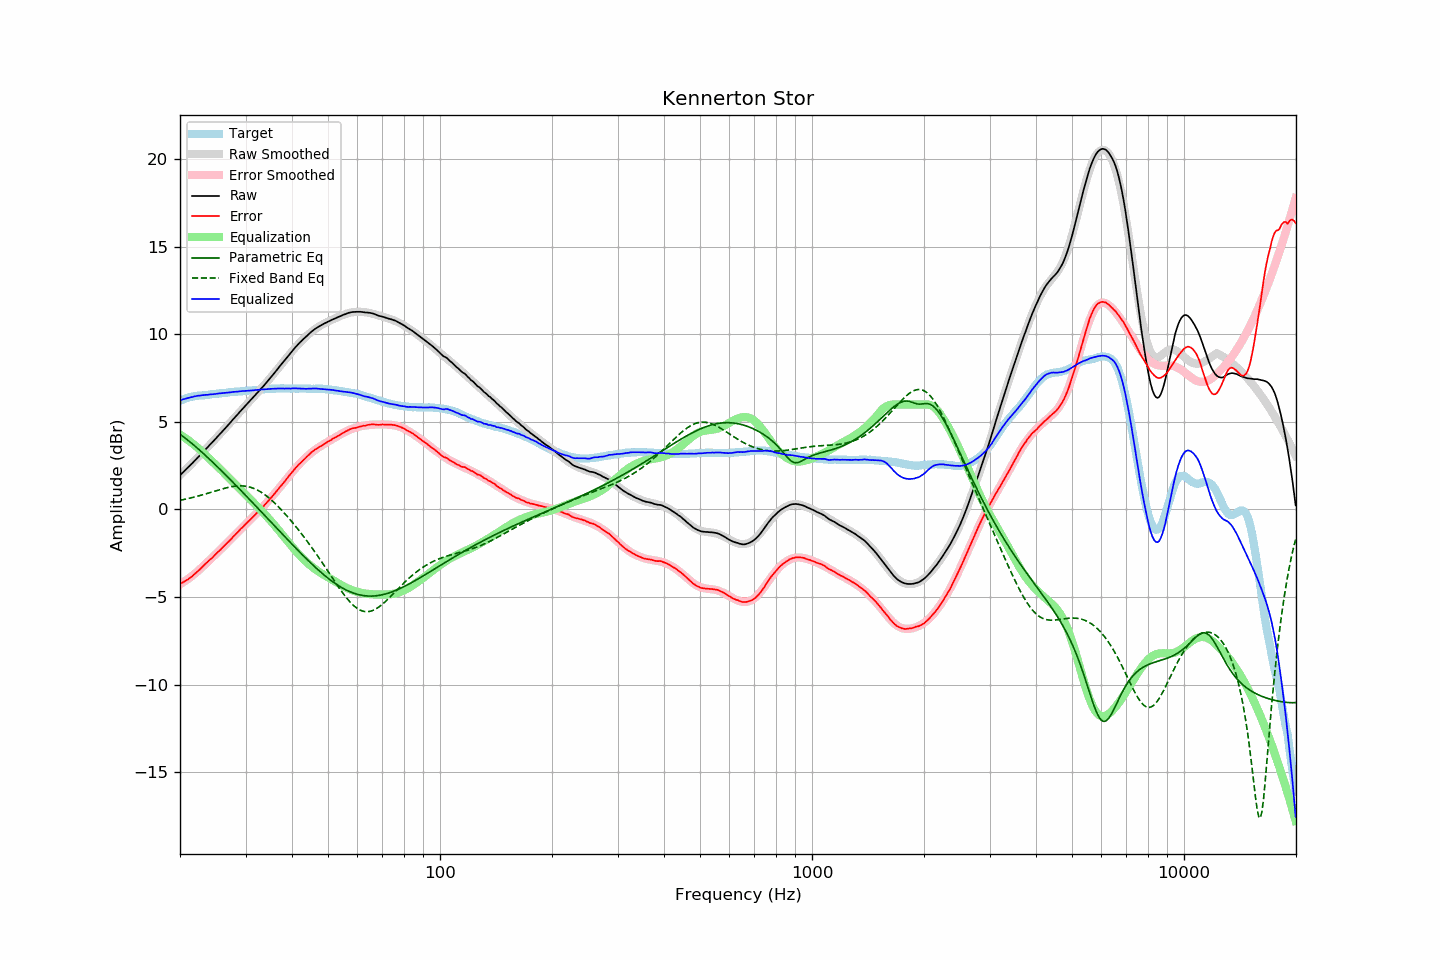 Kennerton Stor
Target
Raw Smoothed
Error Smoothed
Raw
Error
Equalization
Parametric Eq
Fixed Band Eq
Equalized
20
15
10
5
0
−5
−10
−15
Amplitude (dBr)
100
1000
10000
Frequency (Hz)